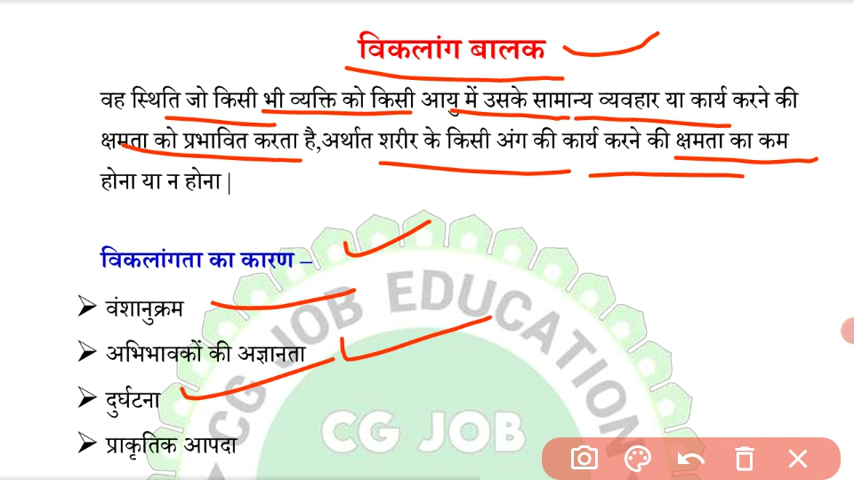 विकलांग बालक
वह स्थिति जो किसी भी व्यक्ति को किसी आयु में उसके सामान्य व्यवहार या कार्य करने की
क्षमता को प्रभावित करता है,अर्थात शरीर के किसी अंग की कार्य करने की क्षमता का कम
होना या न होना |
विकलांगता का कारण –
➤ वंशानुक्रम
➤ अभिभावकों की अज्ञानता
➤ दुर्घटना
➤ प्राकृतिक आपदा
CG JOB EDUCATION
CG JOB